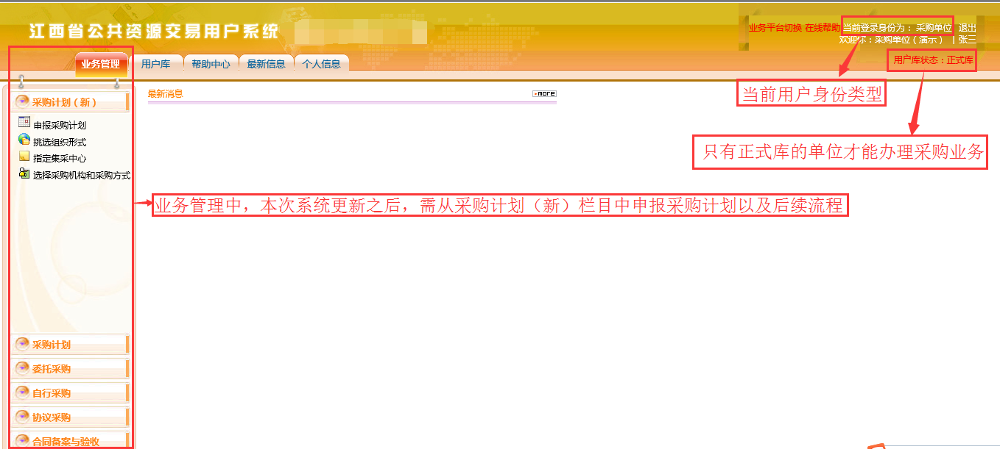 江西省公共资源交易用户系统
业务平台切换 在线帮助 当前登录身份为： 采购单位 退出
欢迎你：采购单位（演示） | 张三
业务管理 用户库 帮助中心 最新信息 个人信息
用户库状态：正式库
当前用户身份类型
只有正式库的单位才能办理采购业务
最新消息 more
采购计划（新）
申报采购计划
挑选组织形式
指定集采中心
选择采购机构和采购方式
业务管理中，本次系统更新之后，需从采购计划（新）栏目中申报采购计划以及后续流程
采购计划
委托采购
自行采购
协议采购
合同备案与验收